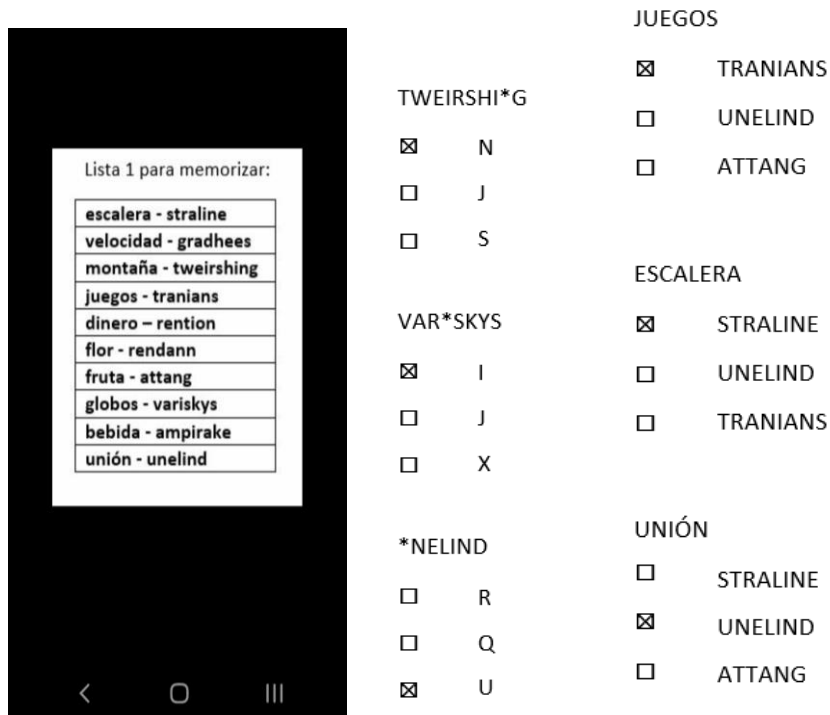 Lista 1 para memorizar:
escalera - straline
velocidad - gradhees
montaña - tweirshing
juegos - tranians
dinero – rention
flor - rendann
fruta - attang
globos - variskys
bebida - ampirake
unión - unelind
TWEIRSHI*G
N
J
S
VAR*SKYS
I
J
X
*NELIND
R
Q
U
JUEGOS
TRANIANS
UNELIND
ATTANG
ESCALERA
STRALINE
UNELIND
TRANIANS
UNIÓN
STRALINE
UNELIND
ATTANG